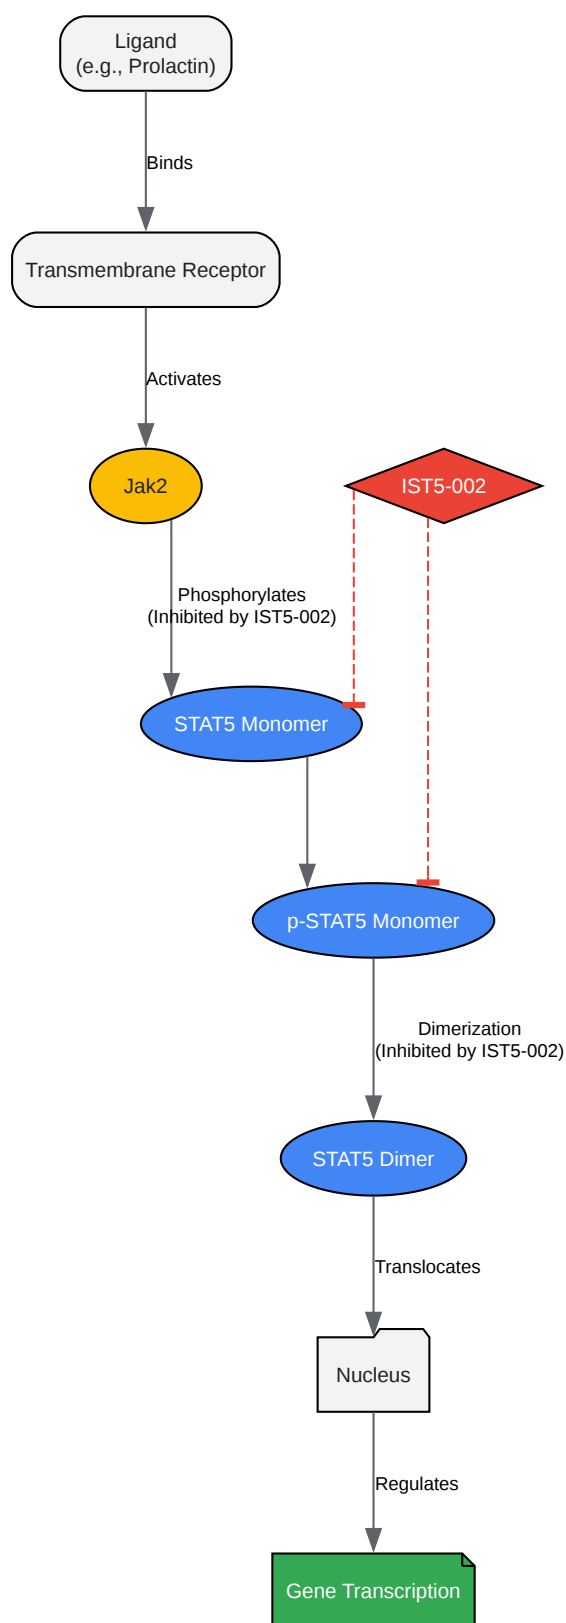 Ligand
(e.g., Prolactin)
Binds
Transmembrane Receptor
Activates
Jak2
IST5-002
Phosphorylates
(Inhibited by IST5-002)
STAT5 Monomer
p-STAT5 Monomer
Dimerization
(Inhibited by IST5-002)
STAT5 Dimer
Translocates
Nucleus
Regulates
Gene Transcription